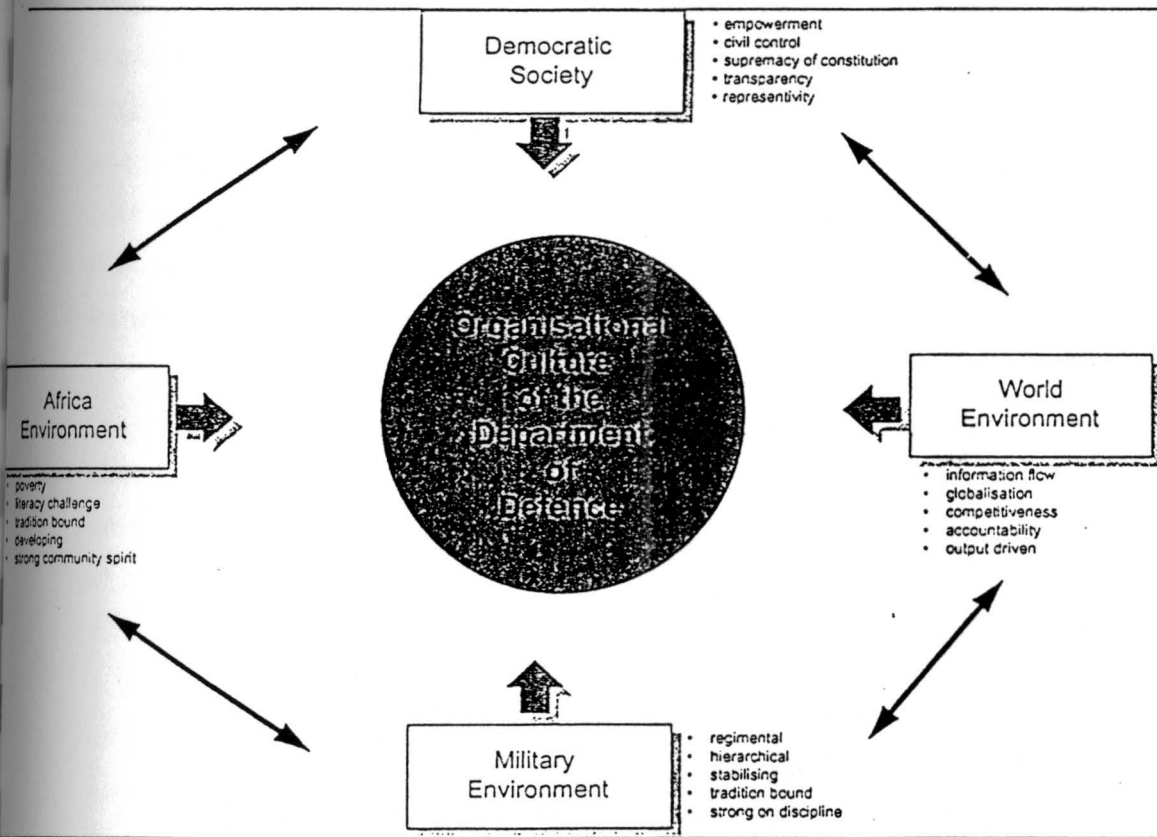 Democratic
Society
• empowerment
• civil control
• supremacy of constitution
• transparency
• representivity
Organisational
Culture
of the
Department
of
Defence
Africa
Environment
• poverty
• literacy challenge
• tradition bound
• developing
• strong community spirit
World
Environment
• information flow
• globalisation
• competitiveness
• accountability
• output driven
Military
Environment
• regimental
• hierarchical
• stabilising
• tradition bound
• strong on discipline